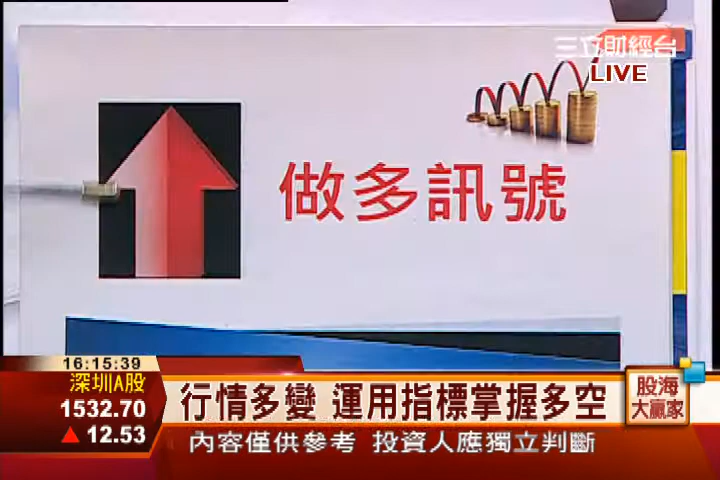 三立財經台
LIVE
做多訊號
16:15:39
深圳A股
1532.70
▲ 12.53
行情多變 運用指標掌握多空
股海
大贏家
內容僅供參考 投資人應獨立判斷